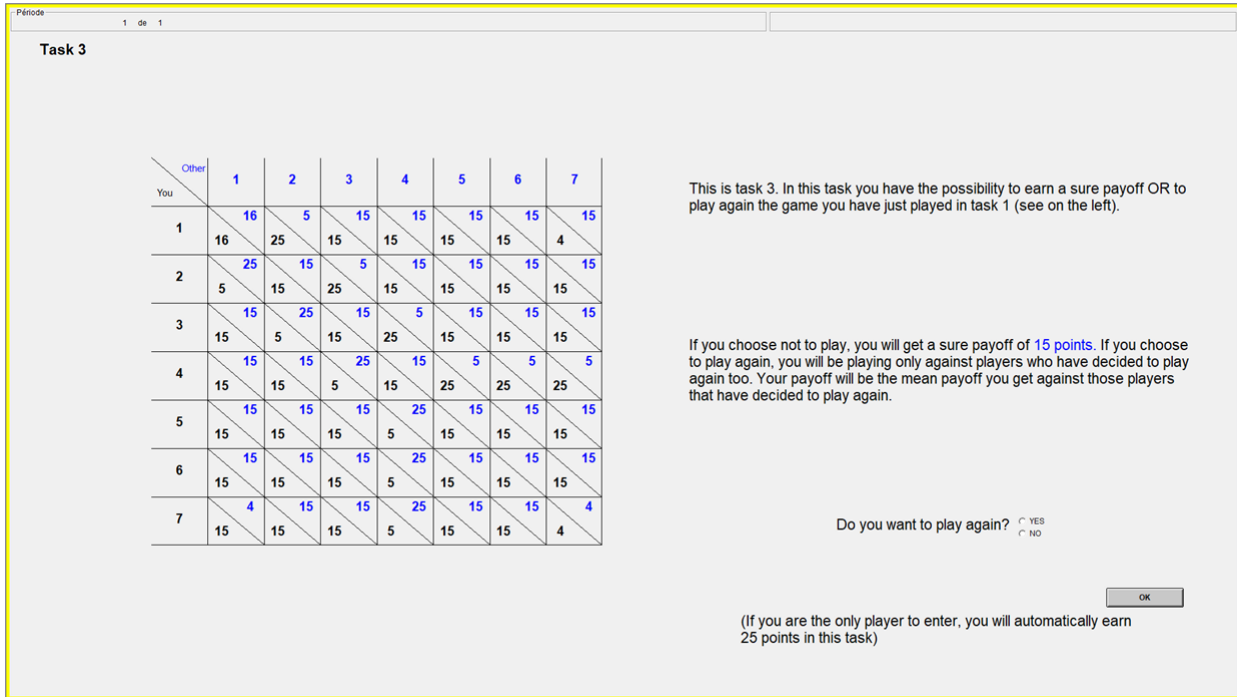 Période
1 de 1
Task 3
Other
You
1 2 3 4 5 6 7
16 5 15 15 15 15 15
1
16 25 15 15 15 15 4
25 15 5 15 15 15 15
2
5 15 25 15 15 15 15
15 25 15 5 15 15 15
3
15 5 15 25 15 15 15
15 15 25 15 5 5 5
4
15 15 5 15 25 25 25
15 15 15 25 15 15 15
5
15 15 15 5 15 15 15
15 15 15 25 15 15 15
6
15 15 15 5 15 15 15
4 15 15 25 15 15 4
7
15 15 15 5 15 15 4
This is task 3. In this task you have the possibility to earn a sure payoff OR to
play again the game you have just played in task 1 (see on the left).
If you choose not to play, you will get a sure payoff of 15 points. If you choose
to play again, you will be playing only against players who have decided to play
again too. Your payoff will be the mean payoff you get against those players
that have decided to play again.
Do you want to play again?
YES
NO
OK
(If you are the only player to enter, you will automatically earn
25 points in this task)